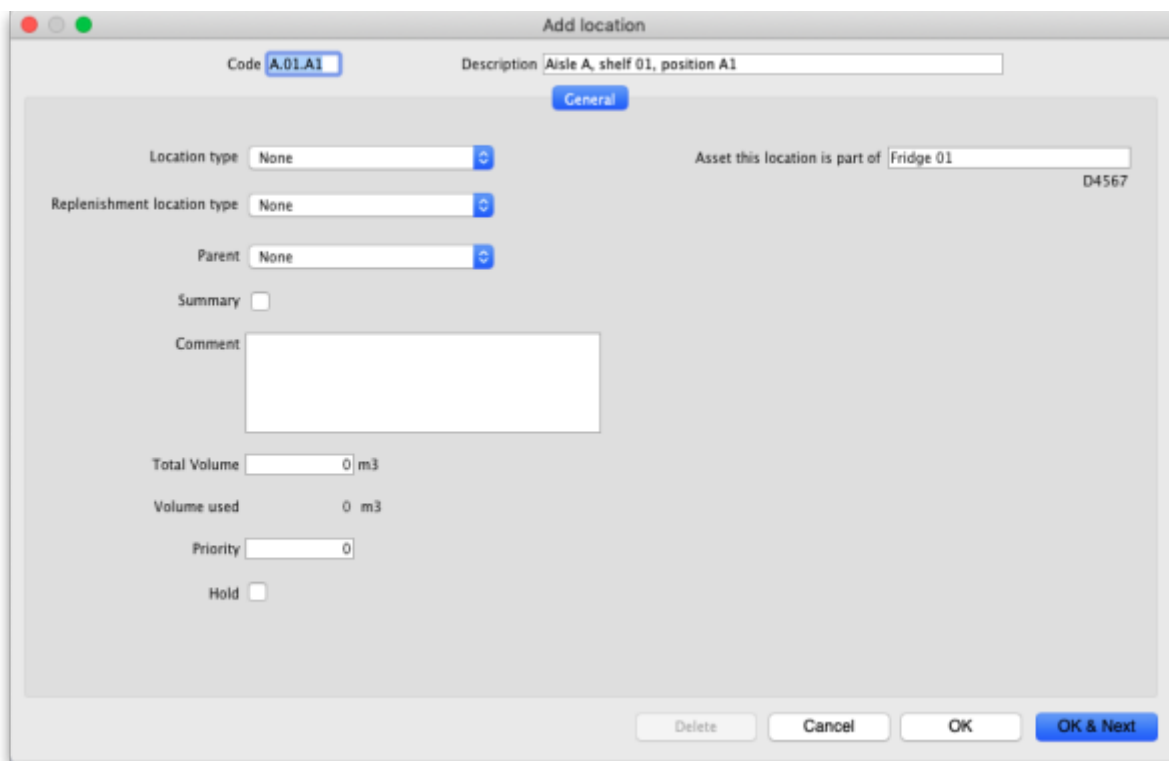 Add location
Code A.01.A1 Description Aisle A, shelf 01, position A1
General
Location type None Asset this location is part of Fridge 01
D4567
Replenishment location type None
Parent None
Summary
Comment
Total Volume 0 m3
Volume used 0 m3
Priority 0
Hold
Delete Cancel OK OK & Next